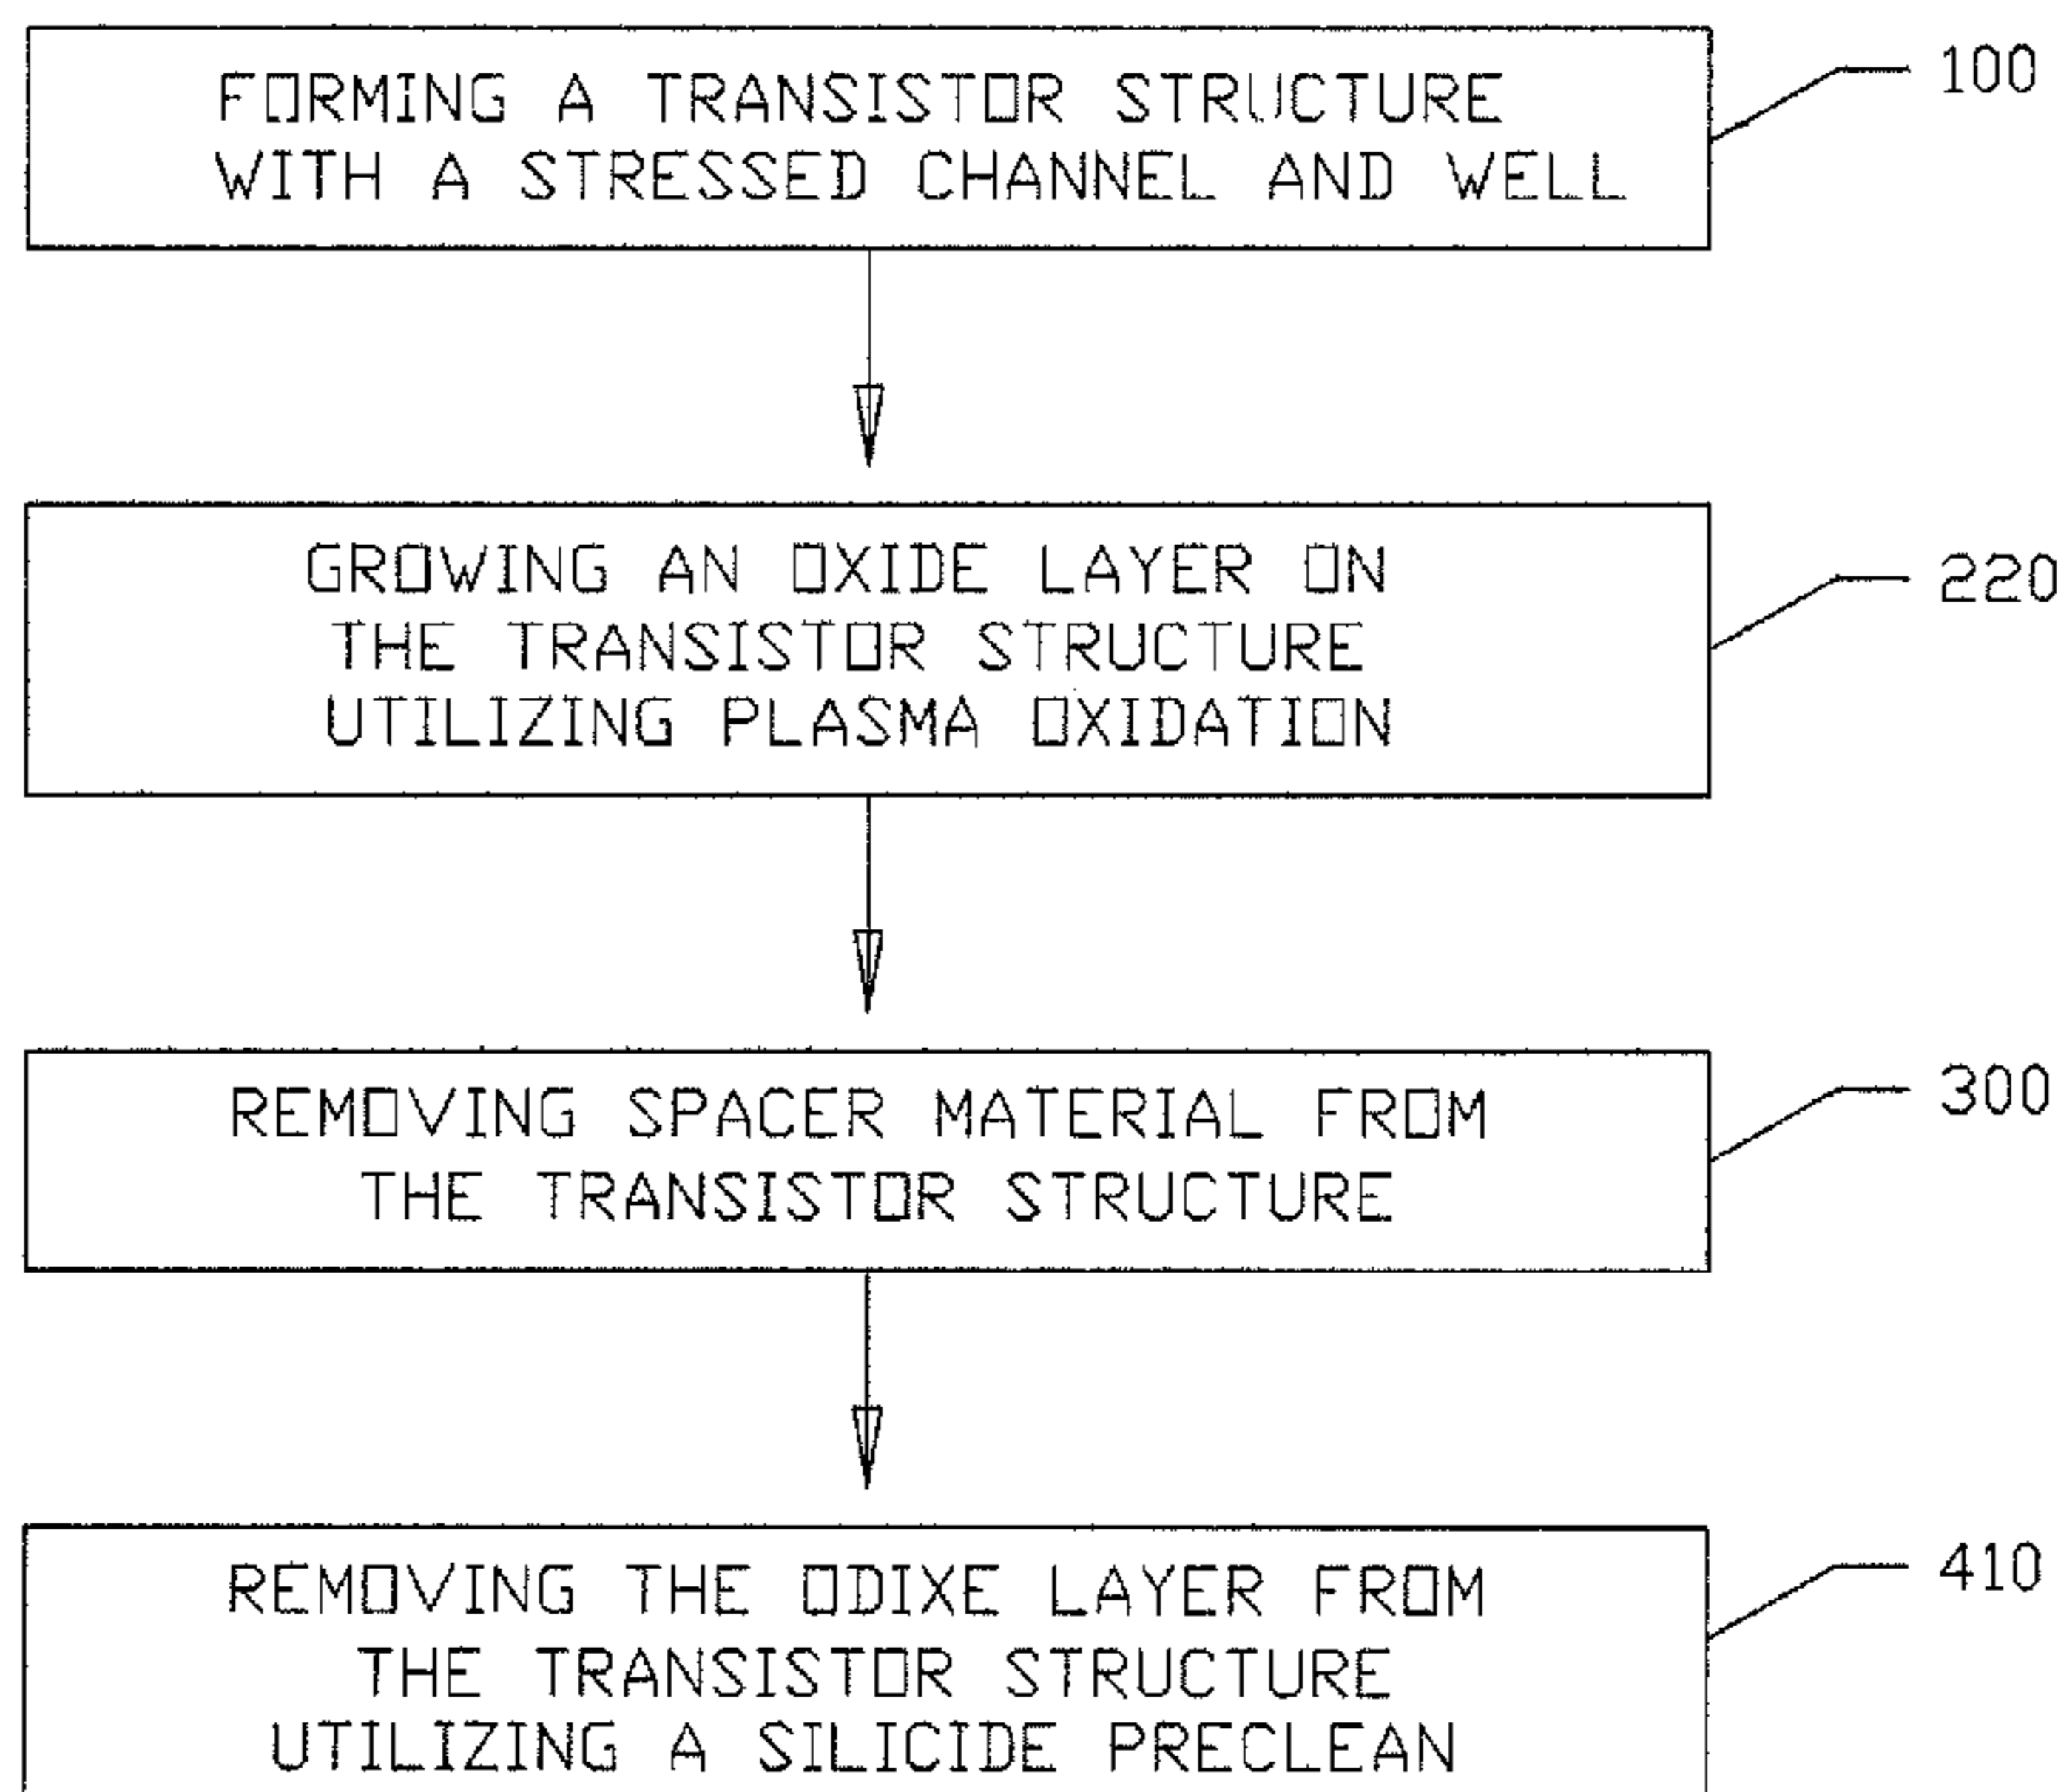 FORMING A TRANSISTOR STRUCTURE
WITH A STRESSED CHANNEL AND WELL
100
GROWING AN OXIDE LAYER ON
THE TRANSISTOR STRUCTURE
UTILIZING PLASMA OXIDATION
220
REMOVING SPACER MATERIAL FROM
THE TRANSISTOR STRUCTURE
300
REMOVING THE ODIXE LAYER FROM
THE TRANSISTOR STRUCTURE
UTILIZING A SILICIDE PRECLEAN
410